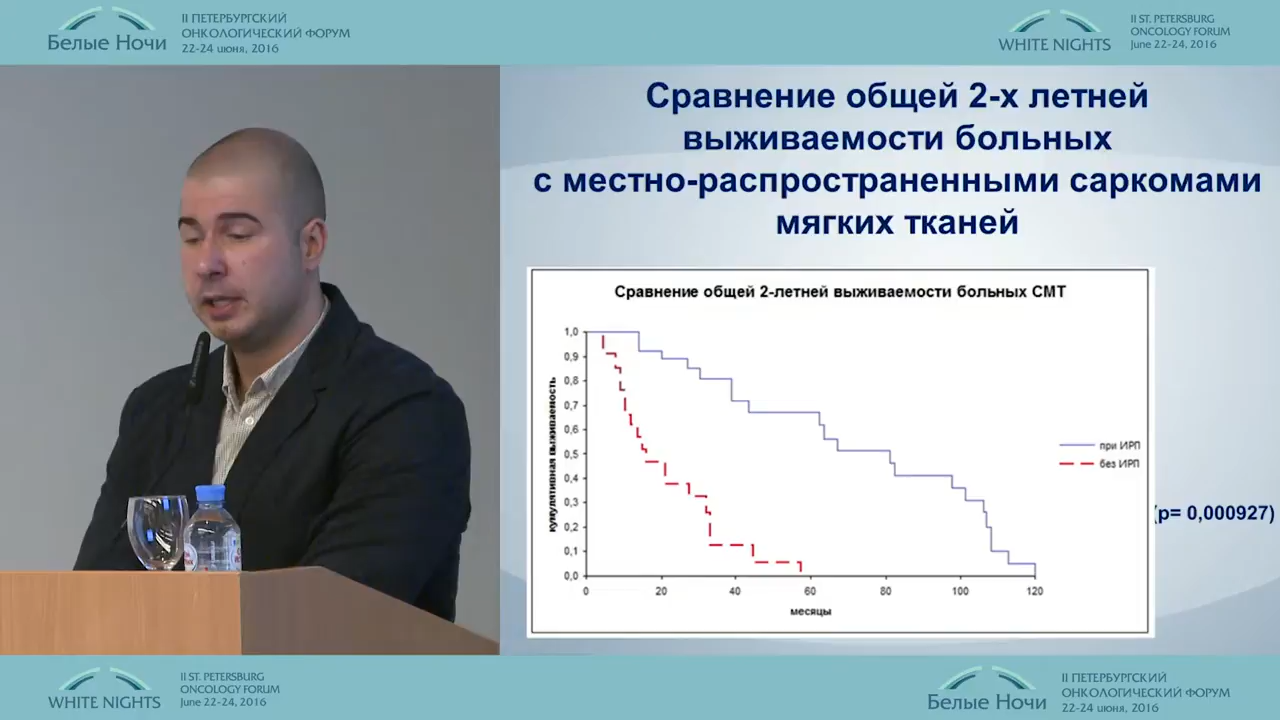 Белые Ночи
II ПЕТЕРБУРГСКИЙ
ОНКОЛОГИЧЕСКИЙ ФОРУМ
22-24 июня, 2016
WHITE NIGHTS
II ST. PETERSBURG
ONCOLOGY FORUM
June 22-24, 2016
Сравнение общей 2-х летней
выживаемости больных
с местно-распространенными саркомами
мягких тканей
Сравнение общей 2-летней выживаемости больных СМТ
кумулятивная выживаемость
1,0
0,9
0,8
0,7
0,6
0,5
0,4
0,3
0,2
0,1
0,0
0 20 40 60 80 100 120
месяцы
при ИРП
без ИРП
(p= 0,000927)
WHITE NIGHTS
II ST. PETERSBURG
ONCOLOGY FORUM
June 22-24, 2016
Белые Ночи
II ПЕТЕРБУРГСКИЙ
ОНКОЛОГИЧЕСКИЙ ФОРУМ
22-24 июня, 2016